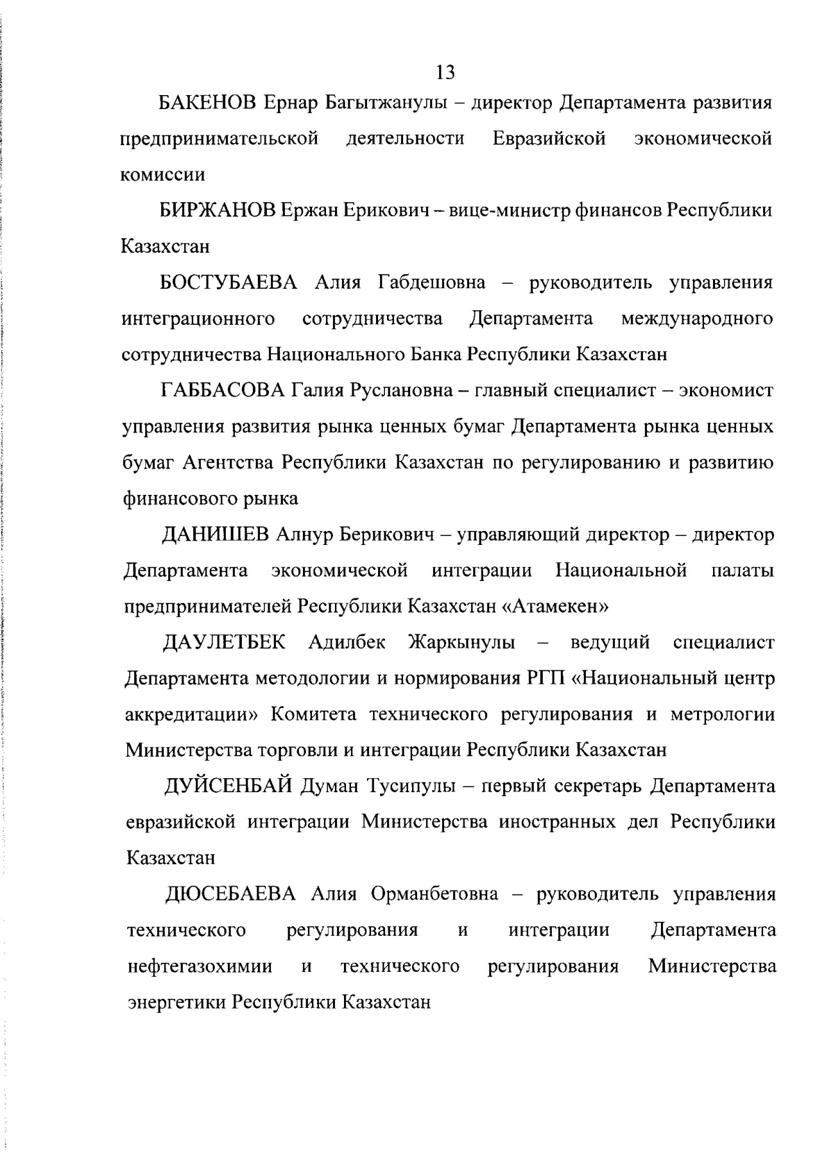 13
БАКЕНОВ Ернар Багытжанулы – директор Департамента развития
предпринимательской деятельности Евразийской экономической
комиссии
БИРЖАНОВ Ержан Ерикович – вице-министр финансов Республики
Казахстан
БОСТУБАЕВА Алия Габдешовна – руководитель управления
интеграционного сотрудничества Департамента международного
сотрудничества Национального Банка Республики Казахстан
ГАББАСОВА Галия Руслановна – главный специалист – экономист
управления развития рынка ценных бумаг Департамента рынка ценных
бумаг Агентства Республики Казахстан по регулированию и развитию
финансового рынка
ДАНИШЕВ Алнур Берикович – управляющий директор – директор
Департамента экономической интеграции Национальной палаты
предпринимателей Республики Казахстан «Атамекен»
ДАУЛЕТБЕК Адилбек Жаркынулы – ведущий специалист
Департамента методологии и нормирования РГП «Национальный центр
аккредитации» Комитета технического регулирования и метрологии
Министерства торговли и интеграции Республики Казахстан
ДУЙСЕНБАЙ Думан Тусипулы – первый секретарь Департамента
евразийской интеграции Министерства иностранных дел Республики
Казахстан
ДЮСЕБАЕВА Алия Орманбетовна – руководитель управления
технического регулирования и интеграции Департамента
нефтегазохимии и технического регулирования Министерства
энергетики Республики Казахстан